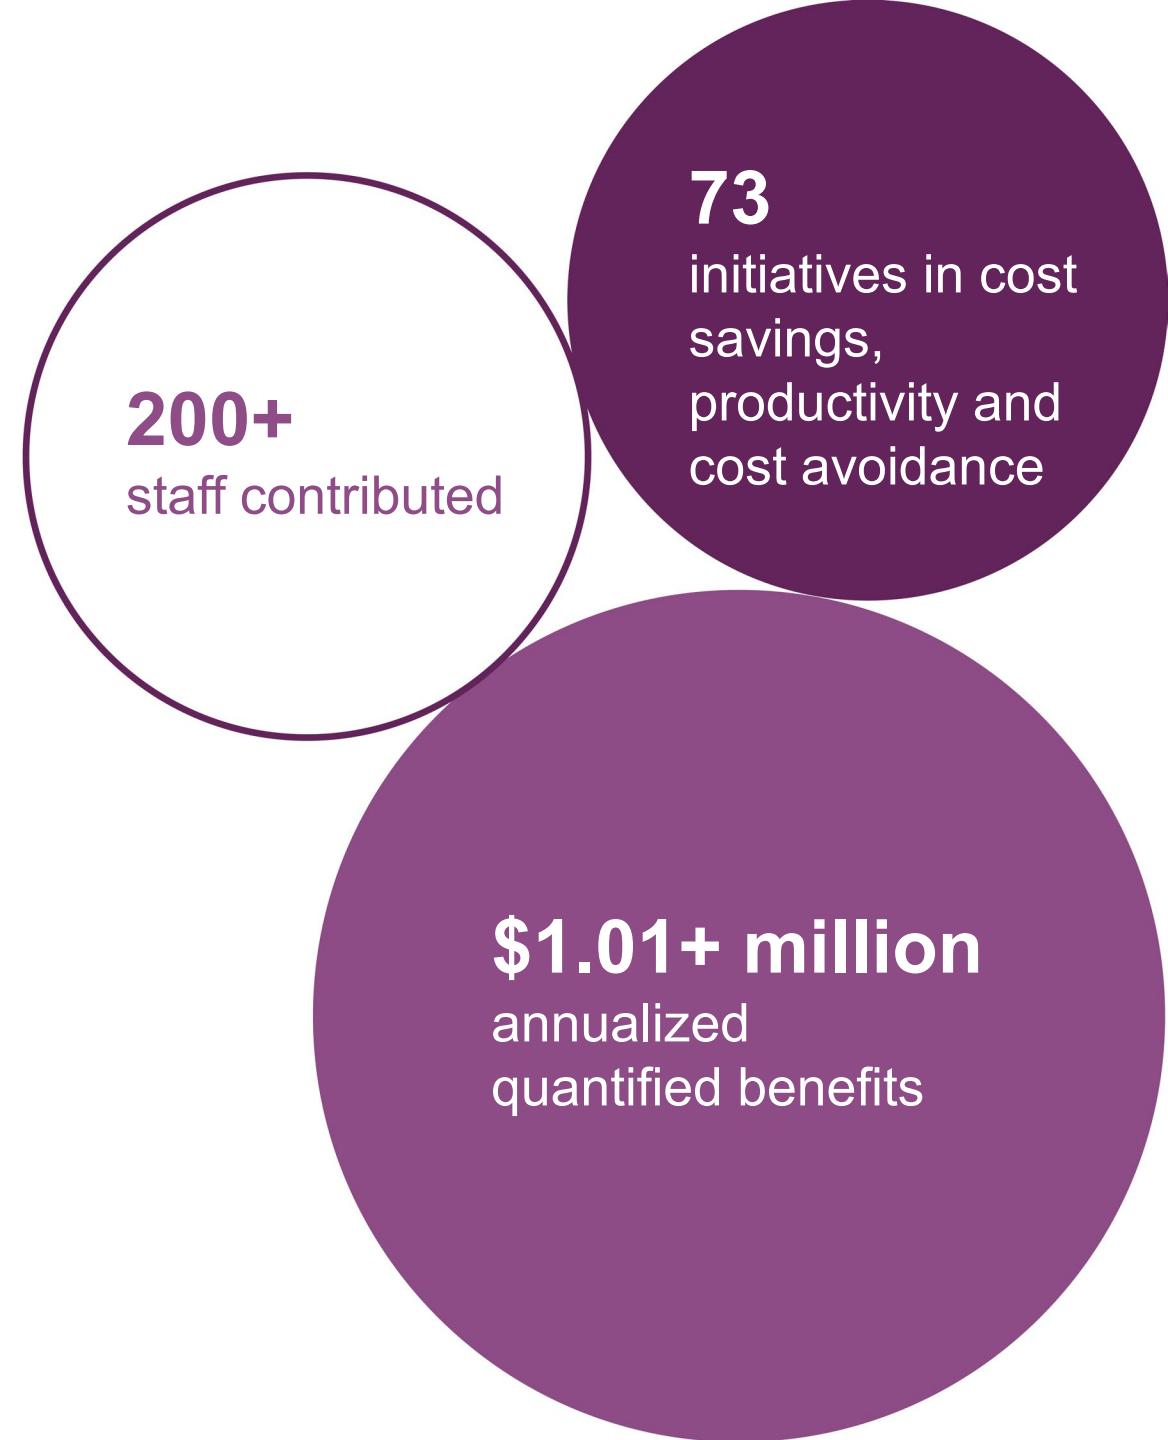 73
initiatives in cost
savings,
productivity and
cost avoidance
200+
staff contributed
$1.01+ million
annualized
quantified benefits